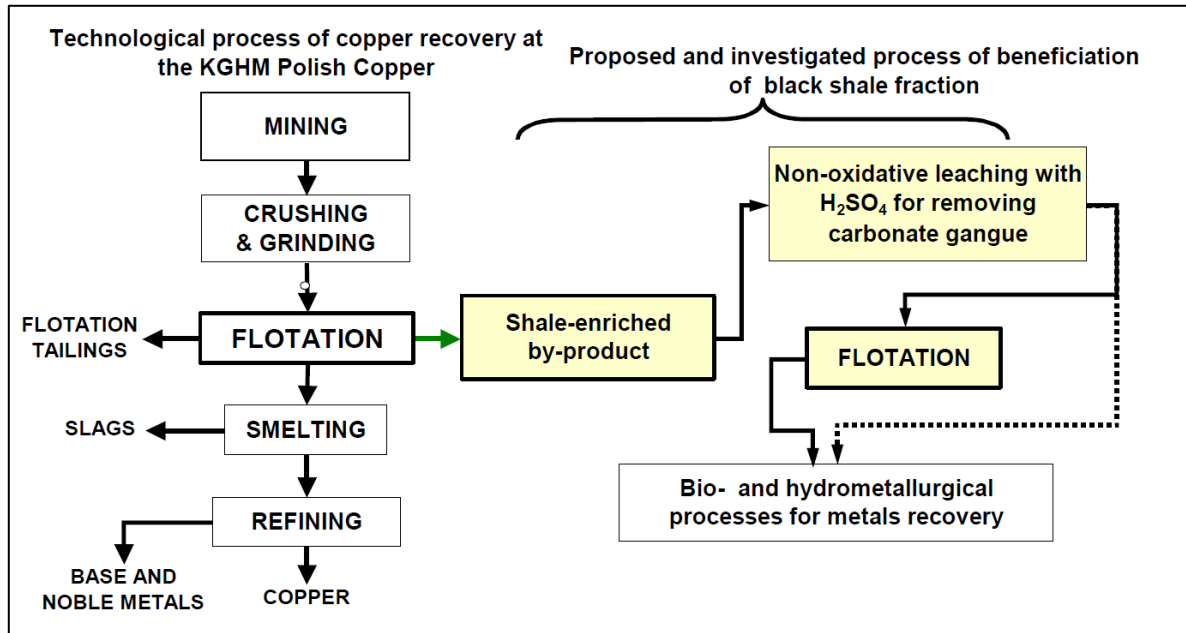 Technological process of copper recovery at
the KGHM Polish Copper
MINING
CRUSHING
& GRINDING
FLOTATION
TAILINGS
FLOTATION
SLAGS
SMELTING
REFINING
BASE AND
NOBLE METALS
COPPER
Proposed and investigated process of beneficiation
of black shale fraction
Shale-enriched
by-product
Non-oxidative leaching with
H₂SO₄ for removing
carbonate gangue
FLOTATION
Bio- and hydrometallurgical
processes for metals recovery